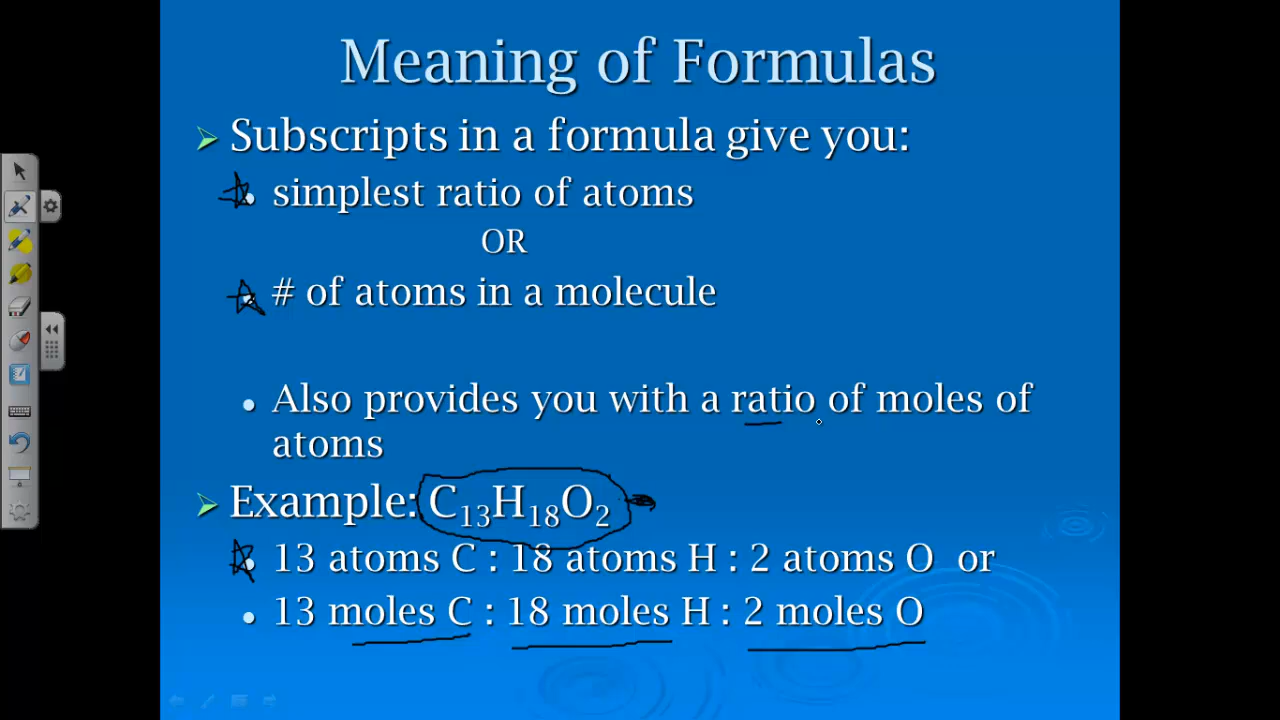 Meaning of Formulas
Subscripts in a formula give you:
simplest ratio of atoms
OR
# of atoms in a molecule
Also provides you with a ratio of moles of
atoms
Example: C₁₃H₁₈O₂
13 atoms C : 18 atoms H : 2 atoms O or
13 moles C : 18 moles H : 2 moles O